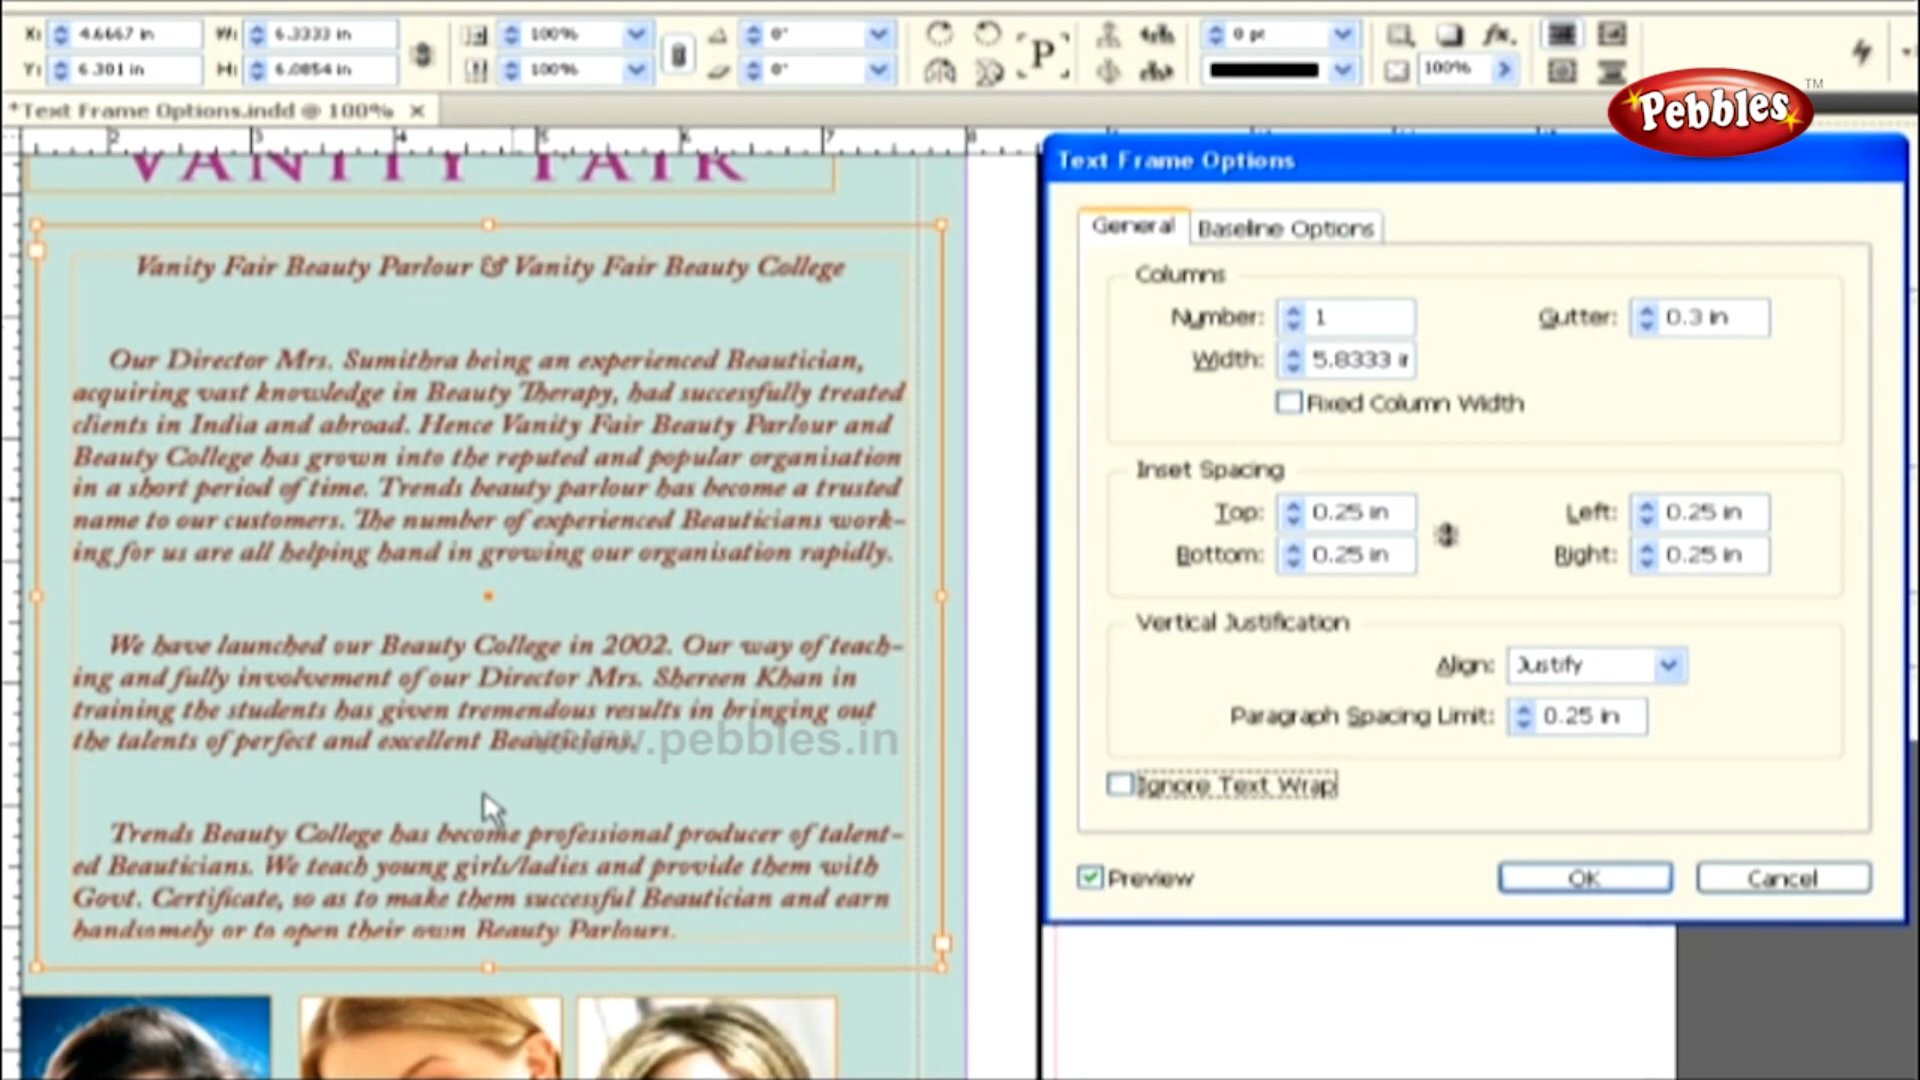 X: 4.6667 in W: 6.3333 in 100% 0° 0 pt
Y: 6.301 in H: 6.0854 in 100% 0° P 100%
*Text Frame Options.indd @ 100% ×
Pebbles™
2 3 4 5 6 7 8
VANITY FAIR
Vanity Fair Beauty Parlour & Vanity Fair Beauty College
Our Director Mrs. Sumithra being an experienced Beautician,
acquiring vast knowledge in Beauty Therapy, had successfully treated
clients in India and abroad. Hence Vanity Fair Beauty Parlour and
Beauty College has grown into the reputed and popular organisation
in a short period of time. Trends beauty parlour has become a trusted
name to our customers. The number of experienced Beauticians work-
ing for us are all helping hand in growing our organisation rapidly.
We have launched our Beauty College in 2002. Our way of teach-
ing and fully involvement of our Director Mrs. Shereen Khan in
training the students has given tremendous results in bringing out
the talents of perfect and excellent Beauticians.
www.pebbles.in
Trends Beauty College has become professional producer of talent-
ed Beauticians. We teach young girls/ladies and provide them with
Govt. Certificate, so as to make them successful Beautician and earn
handsomely or to open their own Beauty Parlours.
Text Frame Options
General Baseline Options
Columns
Number: 1 Gutter: 0.3 in
Width: 5.8333 in
Fixed Column Width
Inset Spacing
Top: 0.25 in Left: 0.25 in
Bottom: 0.25 in Right: 0.25 in
Vertical Justification
Align: Justify
Paragraph Spacing Limit: 0.25 in
Ignore Text Wrap
Preview OK Cancel